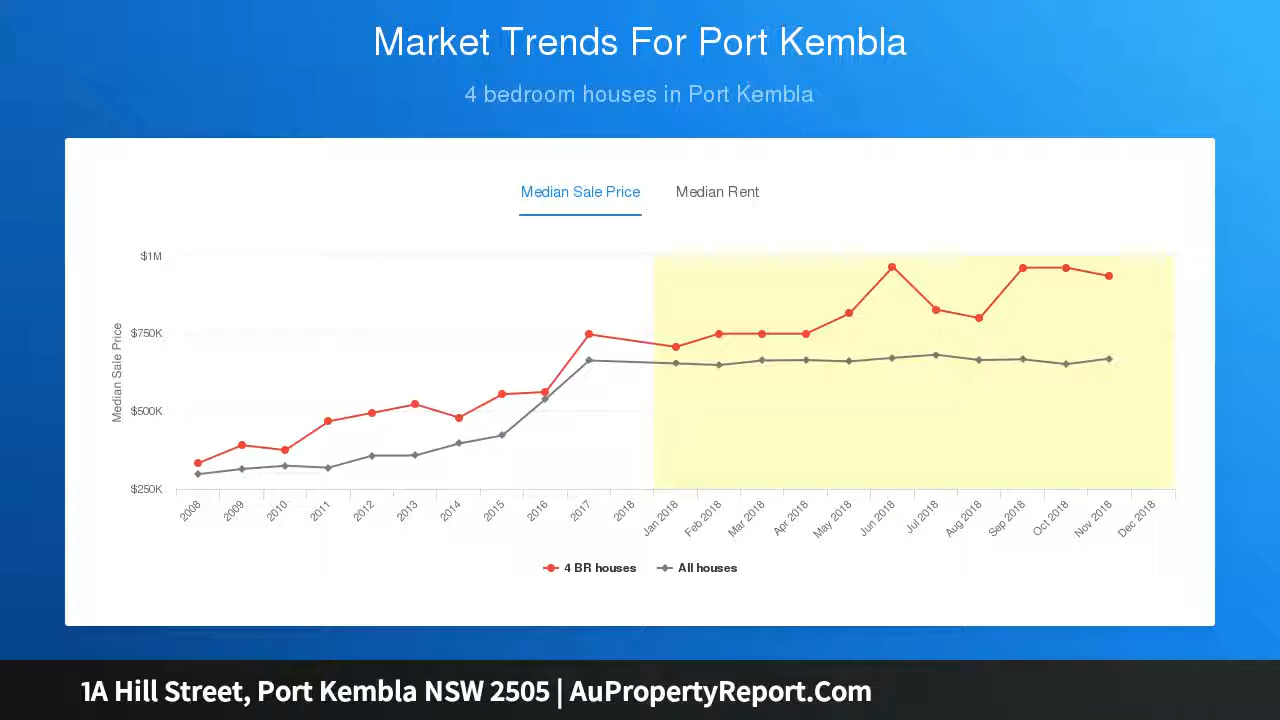 Market Trends For Port Kembla
4 bedroom houses in Port Kembla
Median Sale Price Median Rent
$1M
$750K
$500K
$250K
Median Sale Price
2008 2009 2010 2011 2012 2013 2014 2015 2016 2017 2018 Jan 2018 Feb 2018 Mar 2018 Apr 2018 May 2018 Jun 2018 Jul 2018 Aug 2018 Sep 2018 Oct 2018 Nov 2018 Dec 2018
4 BR houses All houses
1A Hill Street, Port Kembla NSW 2505 | AuPropertyReport.Com